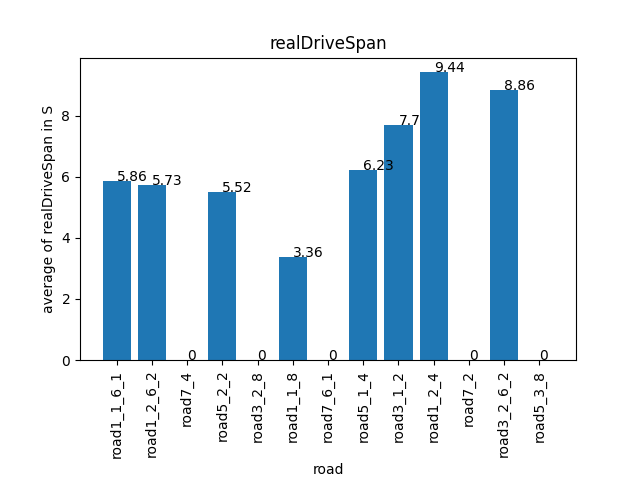 realDriveSpan
average of realDriveSpan in S
8
6
4
2
0
5.86
5.73
0
5.52
0
3.36
0
6.23
7.7
9.44
0
8.86
0
road1_1_6_1
road1_2_6_2
road7_4
road5_2_2
road3_2_8
road1_1_8
road7_6_1
road5_1_4
road3_1_2
road1_2_4
road7_2
road3_2_6_2
road5_3_8
road